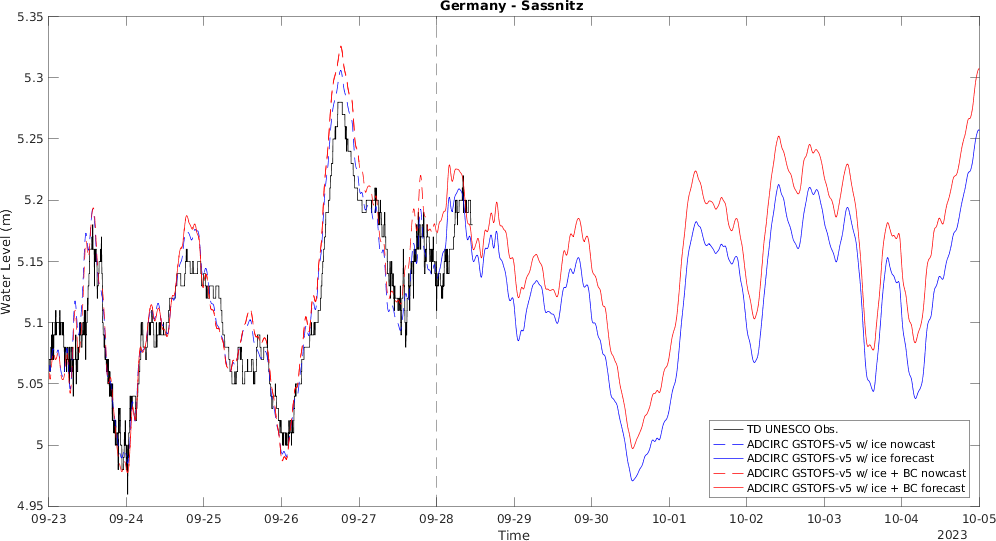 Germany - Sassnitz
5.35
5.3
5.25
5.2
5.15
5.1
5.05
5
4.95
Water Level (m)
TD UNESCO Obs.
ADCIRC GSTOFS-v5 w/ ice nowcast
ADCIRC GSTOFS-v5 w/ ice forecast
ADCIRC GSTOFS-v5 w/ ice + BC nowcast
ADCIRC GSTOFS-v5 w/ ice + BC forecast
09-23 09-24 09-25 09-26 09-27 09-28 09-29 09-30 10-01 10-02 10-03 10-04 10-05
Time
2023